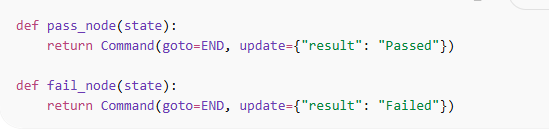 def pass_node(state):
    return Command(goto=END, update={"result": "Passed"})
def fail_node(state):
    return Command(goto=END, update={"result": "Failed"})